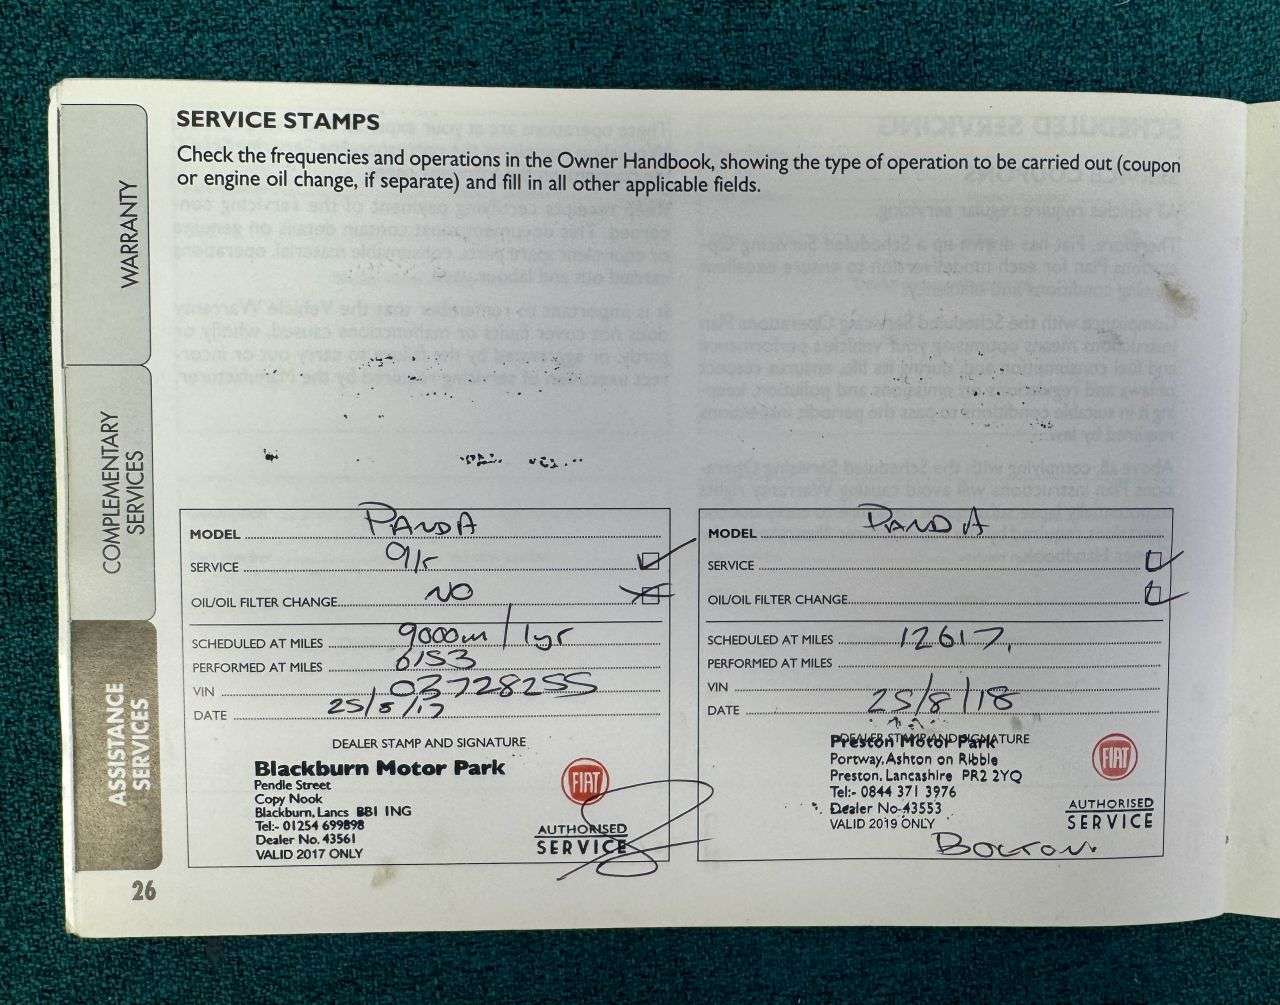 SERVICE STAMPS
Check the frequencies and operations in the Owner Handbook, showing the type of operation to be carried out (coupon
or engine oil change, if separate) and fill in all other applicable fields.
WARRANTY
COMPLEMENTARY
SERVICES
ASSISTANCE
SERVICES
MODEL PANDA
SERVICE
OIL/OIL FILTER CHANGE NO
SCHEDULED AT MILES 9000m / 1yr
PERFORMED AT MILES 6153
VIN 03728255
DATE 25/8/17
DEALER STAMP AND SIGNATURE
Blackburn Motor Park
Pendle Street
Copy Nook
Blackburn, Lancs BB1 1NG
Tel:- 01254 699898
Dealer No. 43561
VALID 2017 ONLY
FIAT
AUTHORISED
SERVICE
MODEL PANDA
SERVICE
OIL/OIL FILTER CHANGE
SCHEDULED AT MILES 12617.
PERFORMED AT MILES
VIN
DATE 25/8/18
DEALER STAMP AND SIGNATURE
Preston Motor Park
Portway, Ashton on Ribble
Preston, Lancashire PR2 2YQ
Tel:- 0844 371 3976
Dealer No-43553
VALID 2019 ONLY
FIAT
AUTHORISED
SERVICE
BOLTON.
26